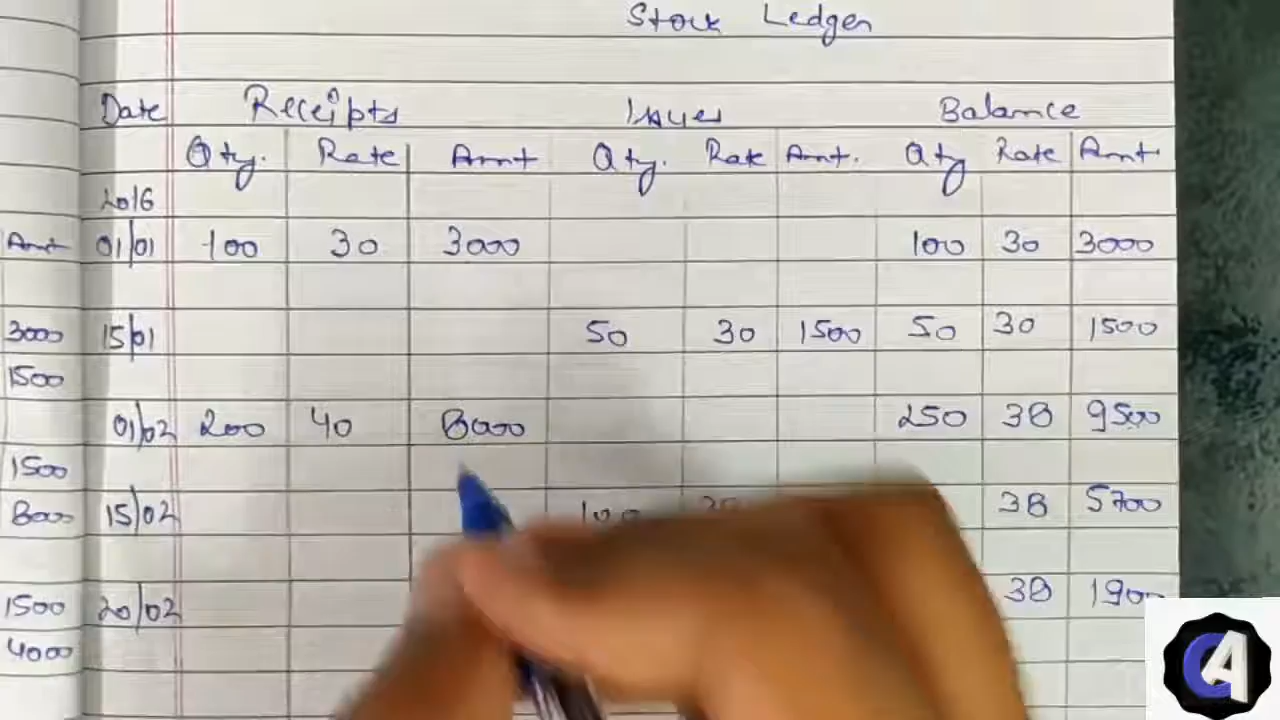 Stock Ledger
Date Receipts Issues Balance
Qty. Rate Amt Qty. Rate Amt. Qty Rate Amt.
2016
Amt 01/01 100 30 3000 100 30 3000
3000 15/01 50 30 1500 50 30 1500
1500
01/02 200 40 8000 250 38 9500
1500
8000 15/02 100 38 5700
1500 20/02 38 1900
4000
CA